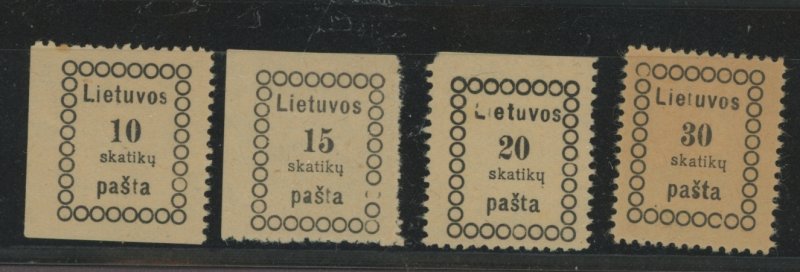 Lietuvos
10
skatikų
pašta
Lietuvos
15
skatikų
pašta
Lietuvos
20
skatikų
pašta
Lietuvos
30
skatikų
pašta